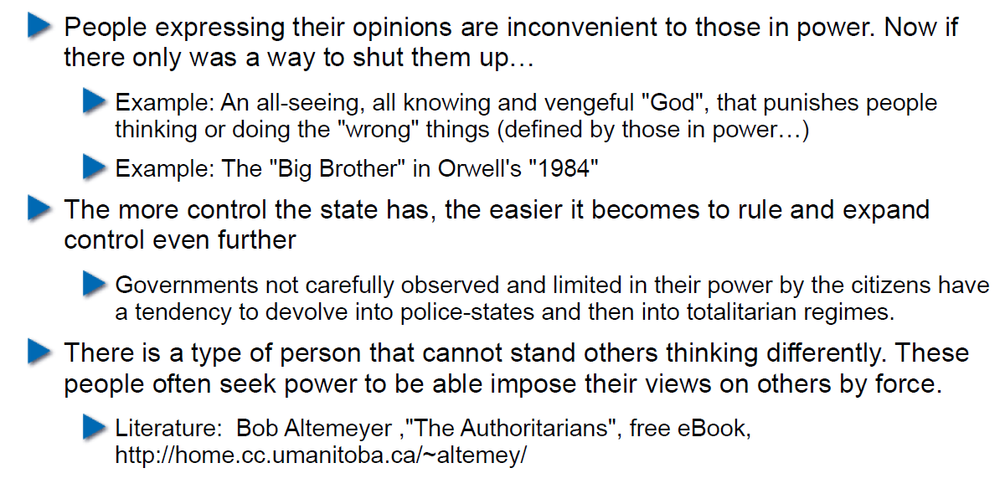 People expressing their opinions are inconvenient to those in power. Now if
there only was a way to shut them up…
Example: An all-seeing, all knowing and vengeful "God", that punishes people
thinking or doing the "wrong" things (defined by those in power…)
Example: The "Big Brother" in Orwell's "1984"
The more control the state has, the easier it becomes to rule and expand
control even further
Governments not carefully observed and limited in their power by the citizens have
a tendency to devolve into police-states and then into totalitarian regimes.
There is a type of person that cannot stand others thinking differently. These
people often seek power to be able impose their views on others by force.
Literature:  Bob Altemeyer ,"The Authoritarians", free eBook,
http://home.cc.umanitoba.ca/~altemey/